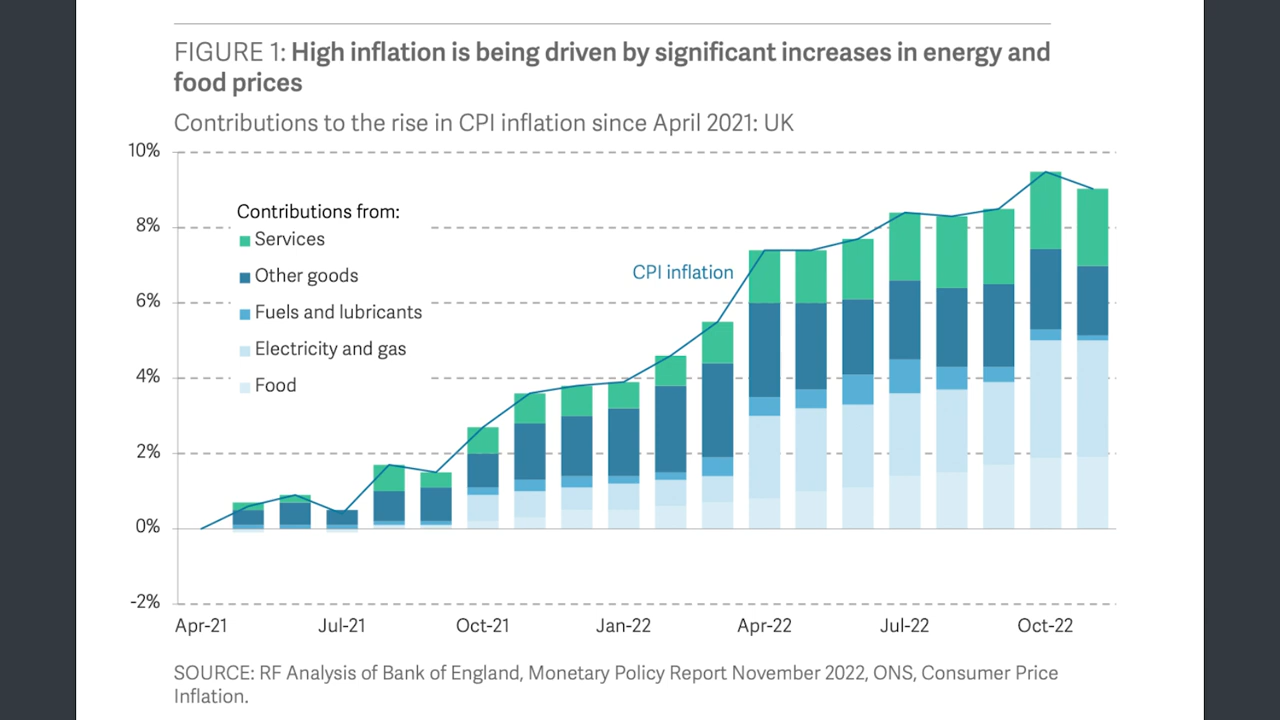 FIGURE 1: High inflation is being driven by significant increases in energy and
food prices
Contributions to the rise in CPI inflation since April 2021: UK
10%
8%
6%
4%
2%
0%
-2%
Contributions from:
Services
Other goods
Fuels and lubricants
Electricity and gas
Food
CPI inflation
Apr-21 Jul-21 Oct-21 Jan-22 Apr-22 Jul-22 Oct-22
SOURCE: RF Analysis of Bank of England, Monetary Policy Report November 2022, ONS, Consumer Price
Inflation.